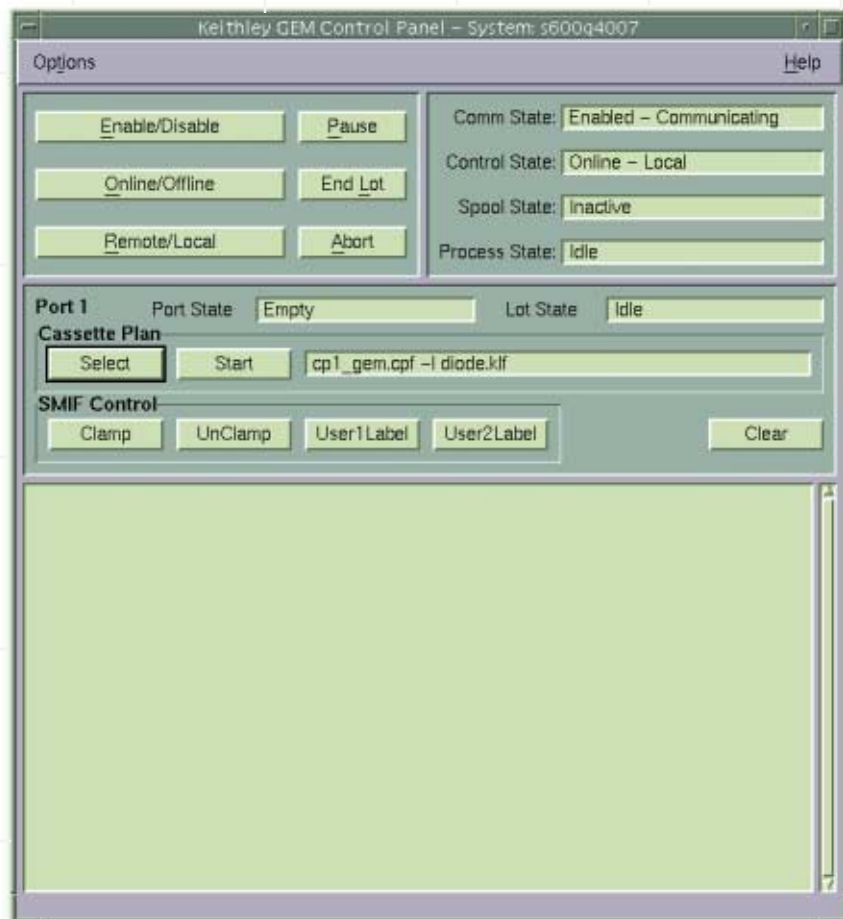 Keithley GEM Control Panel – System: s600q4007
Options Help
Enable/Disable Pause
Online/Offline End Lot
Remote/Local Abort
Comm State: Enabled – Communicating
Control State: Online – Local
Spool State: Inactive
Process State: Idle
Port 1 Port State Empty Lot State Idle
Cassette Plan
Select Start cp1_gem.cpf –l diode.klf
SMIF Control
Clamp UnClamp User1Label User2Label Clear